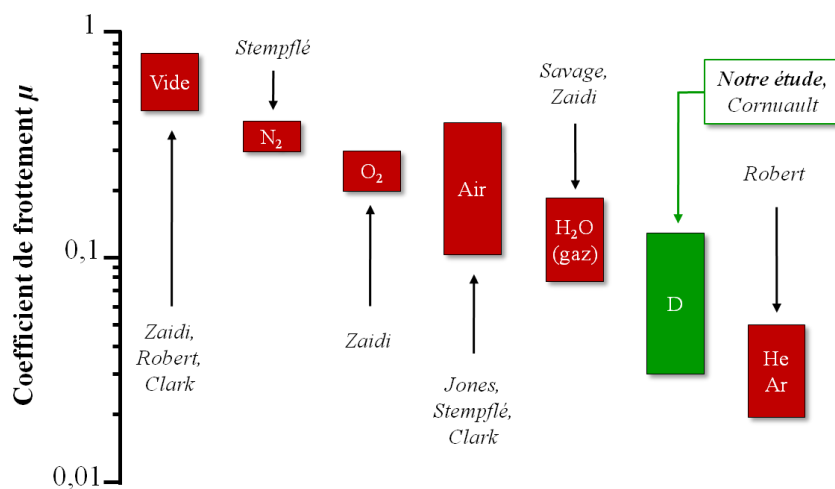 Coefficient de frottement μ
1
0,1
0,01
Vide
Zaidi,
Robert,
Clark
Stempflé
N₂
O₂
Zaidi
Air
Jones,
Stempflé,
Clark
Savage,
Zaidi
H₂O
(gaz)
Notre étude,
Cornuault
D
Robert
He
Ar